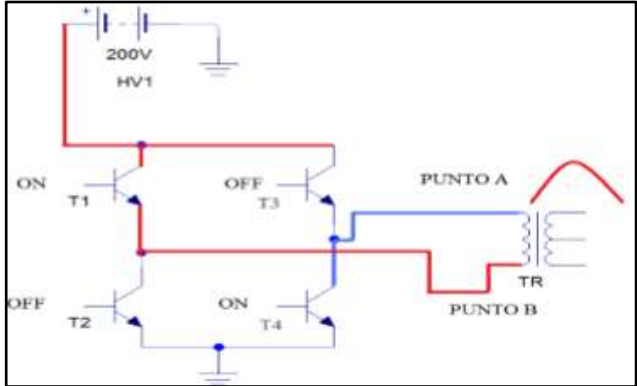 +
200V
HV1
ON
T1
OFF
T3
PUNTO A
TR
OFF
T2
ON
T4
PUNTO B